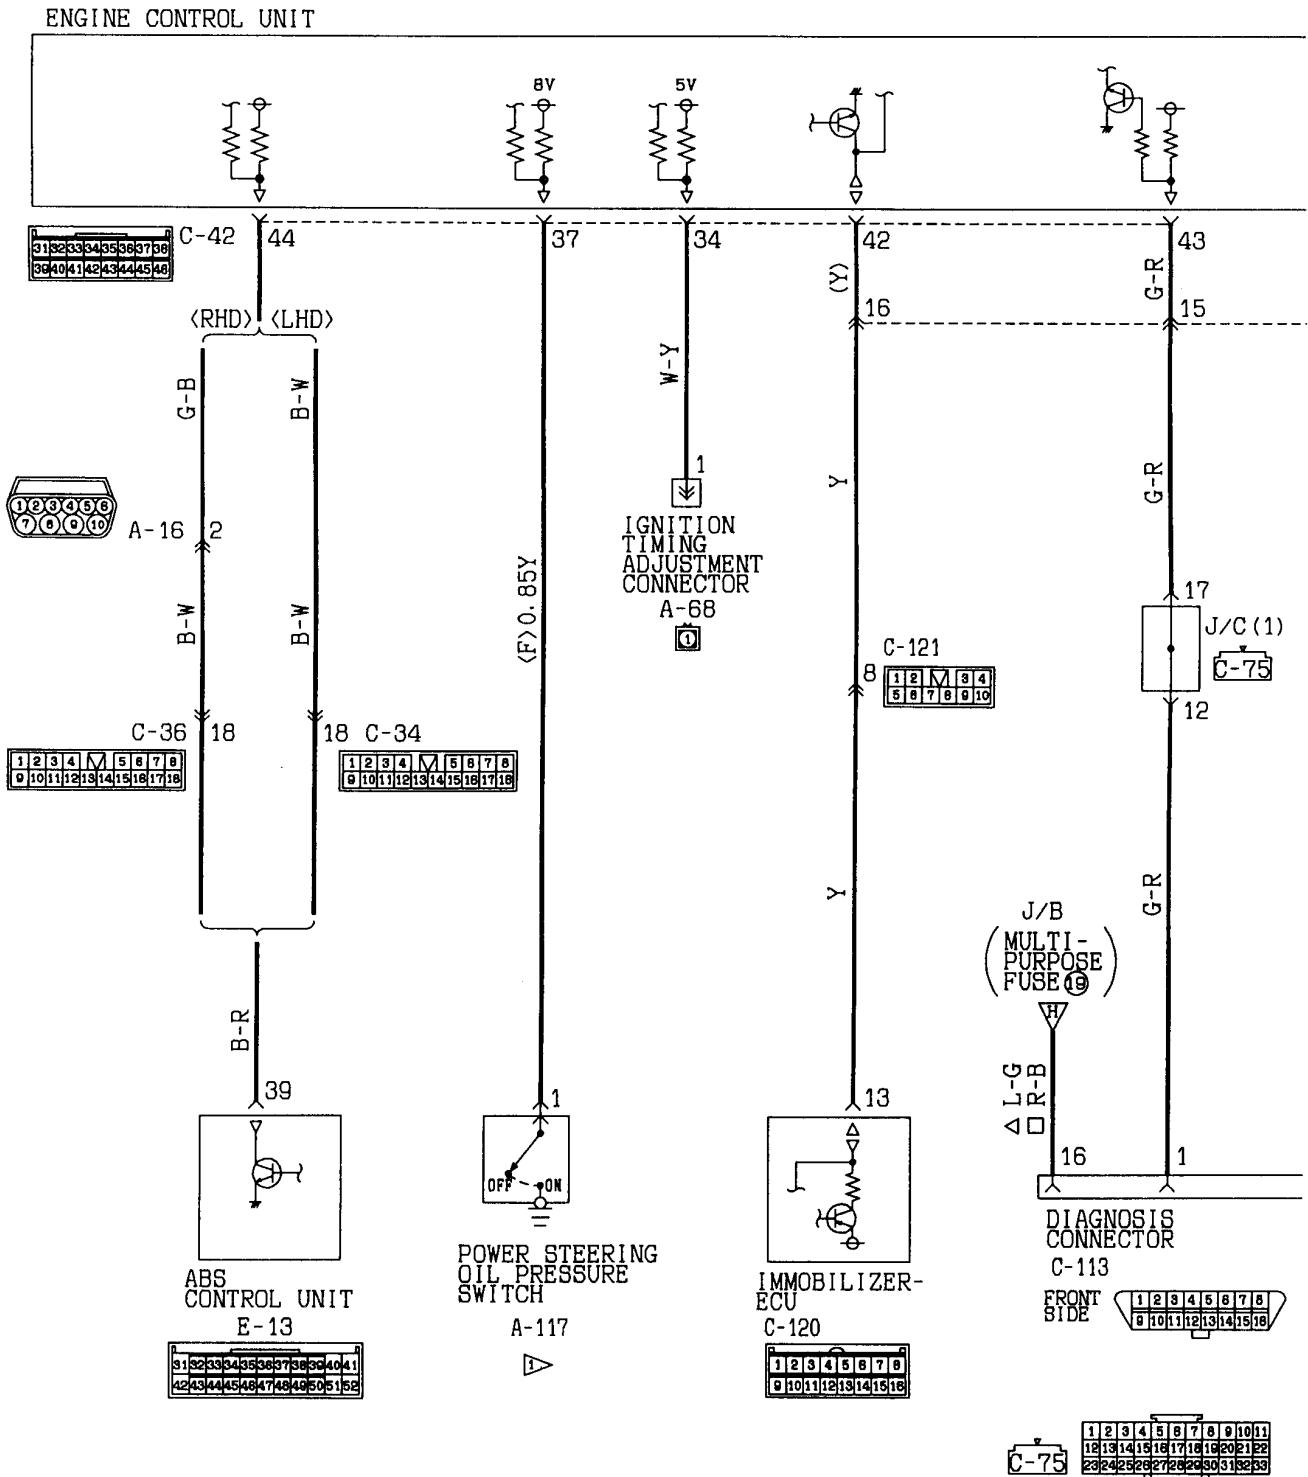 ENGINE CONTROL UNIT
8V
5V
C-42
44
37
34
42
43
31 32 33 34 35 36 37 38
39 40 41 42 43 44 45 46
(Y)
G-R
16
15
<RHD>
<LHD>
G-B
B-W
W-Y
Y
G-R
1
1 2 3 4 5 6
7 8 9 10
A-16
2
IGNITION
TIMING
ADJUSTMENT
CONNECTOR
A-68
1
<F>0.85Y
B-W
B-W
17
J/C(1)
C-75
12
8
C-121
1 2 3 4
5 6 7 8 9 10
C-36
18
18
C-34
1 2 3 4 5 6 7 8
9 10 11 12 13 14 15 16 17 18
1 2 3 4 5 6 7 8
9 10 11 12 13 14 15 16 17 18
Y
G-R
J/B
(MULTI-
PURPOSE
FUSE 19)
H
B-R
L-G
R-B
39
1
13
16
1
OFF
ON
ABS
CONTROL UNIT
E-13
31 32 33 34 35 36 37 38 39 40 41
42 43 44 45 46 47 48 49 50 51 52
POWER STEERING
OIL PRESSURE
SWITCH
A-117
1
IMMOBILIZER-
ECU
C-120
1 2 3 4 5 6 7 8
9 10 11 12 13 14 15 16
DIAGNOSIS
CONNECTOR
C-113
FRONT
SIDE
1 2 3 4 5 6 7 8
9 10 11 12 13 14 15 16
C-75
1 2 3 4 5 6 7 8 9 10 11
12 13 14 15 16 17 18 19 20 21 22
23 24 25 26 27 28 29 30 31 32 33